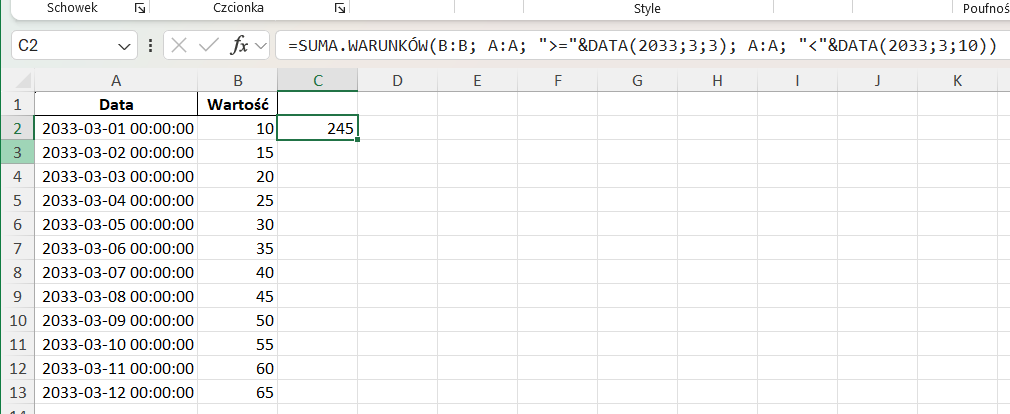 Schowek Czcionka Style Poufnoś
C2 fx =SUMA.WARUNKÓW(B:B; A:A; ">="&DATA(2033;3;3); A:A; "<"&DATA(2033;3;10))
A B C D E F G H I J K
1 Data Wartość
2 2033-03-01 00:00:00 10 245
3 2033-03-02 00:00:00 15
4 2033-03-03 00:00:00 20
5 2033-03-04 00:00:00 25
6 2033-03-05 00:00:00 30
7 2033-03-06 00:00:00 35
8 2033-03-07 00:00:00 40
9 2033-03-08 00:00:00 45
10 2033-03-09 00:00:00 50
11 2033-03-10 00:00:00 55
12 2033-03-11 00:00:00 60
13 2033-03-12 00:00:00 65